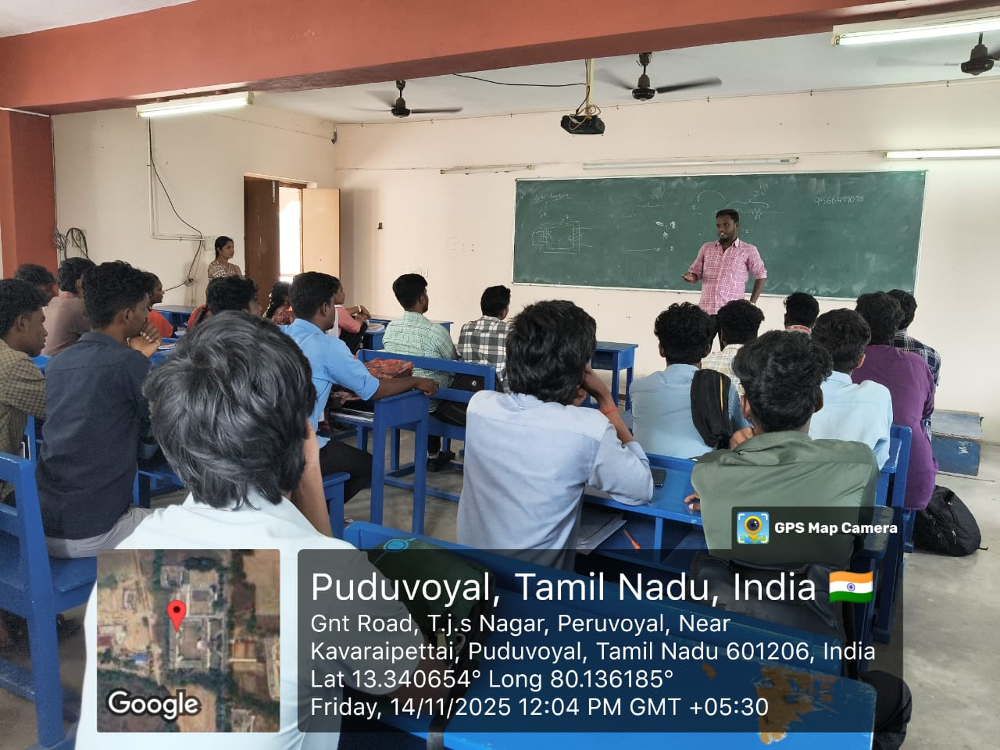 9566499070
GPS Map Camera
Puduvoyal, Tamil Nadu, India
Gnt Road, T.j.s Nagar, Peruvoyal, Near
Kavaraipettai, Puduvoyal, Tamil Nadu 601206, India
Lat 13.340654° Long 80.136185°
Friday, 14/11/2025 12:04 PM GMT +05:30
Google